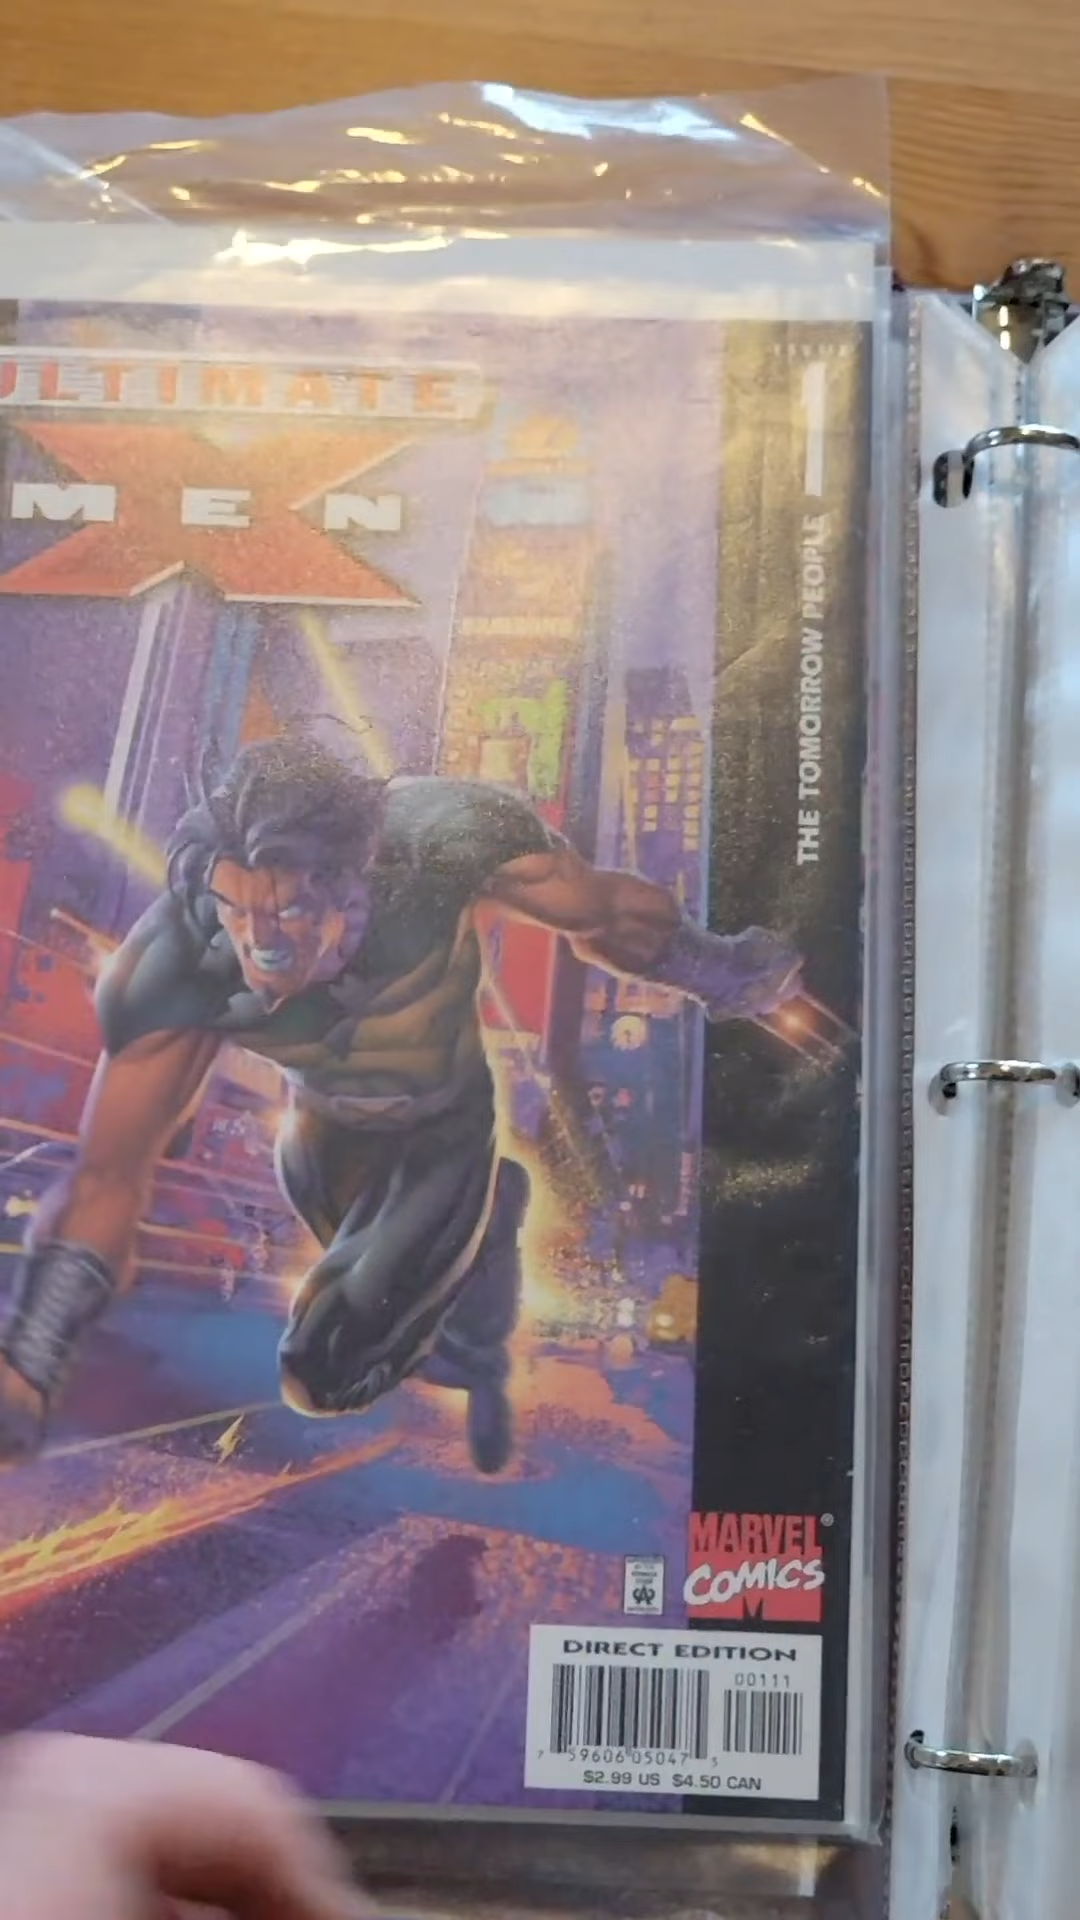 ULTIMATE
MEN
ISSUE
1
THE TOMORROW PEOPLE
MARVEL®
COMICS
DIRECT EDITION
00111
7 59606 05047 5
$2.99 US $4.50 CAN